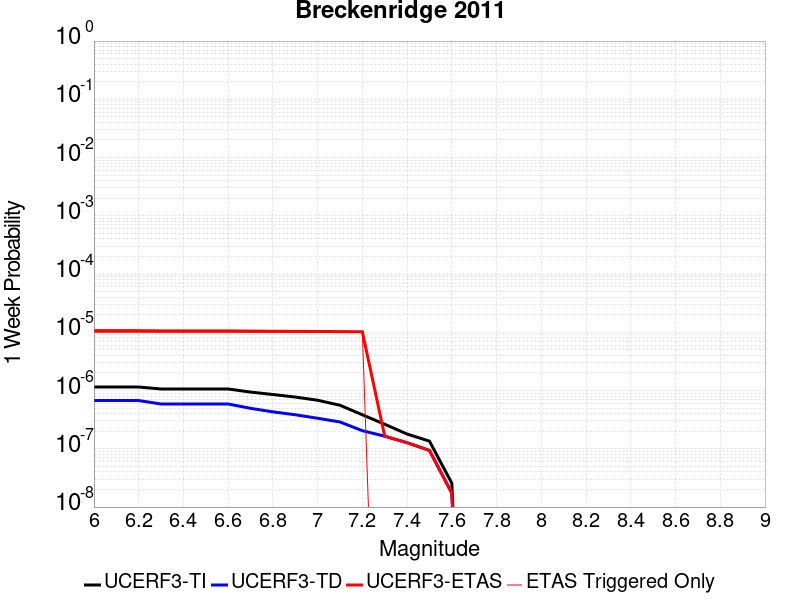 Breckenridge 2011
1 Week Probability
10^0
10^-1
10^-2
10^-3
10^-4
10^-5
10^-6
10^-7
10^-8
6 6.2 6.4 6.6 6.8 7 7.2 7.4 7.6 7.8 8 8.2 8.4 8.6 8.8 9
Magnitude
UCERF3-TI UCERF3-TD UCERF3-ETAS ETAS Triggered Only